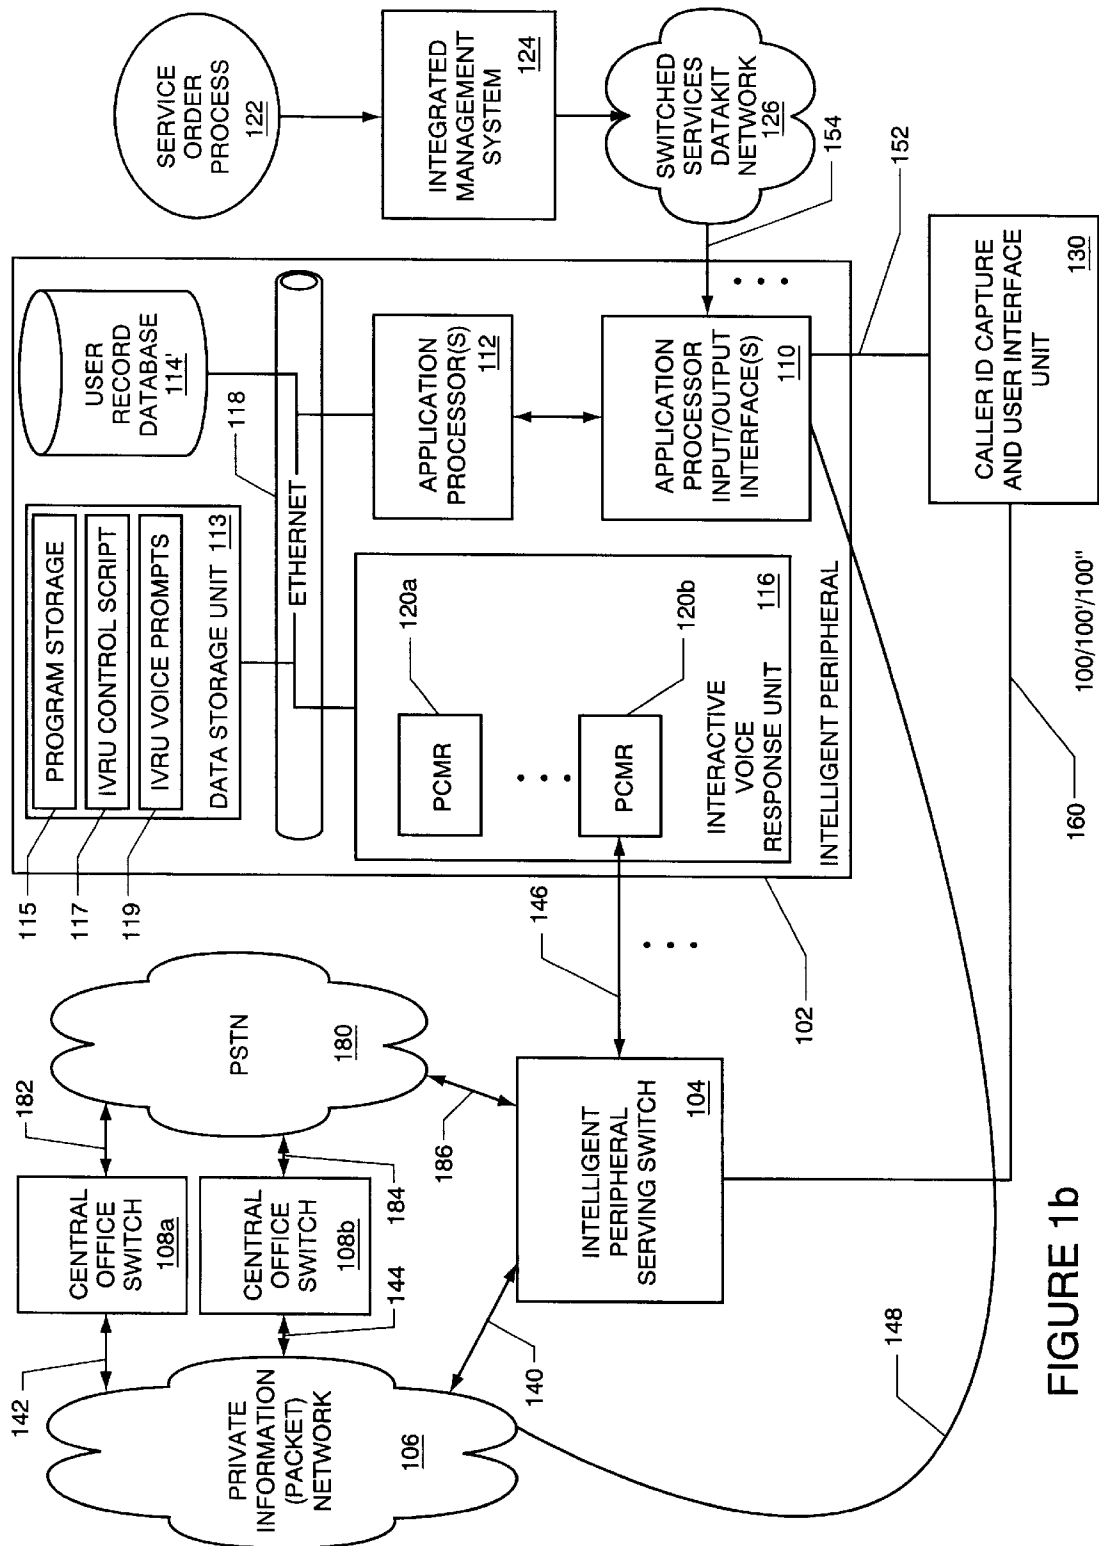 SERVICE
ORDER
PROCESS
122
INTEGRATED
MANAGEMENT
SYSTEM
124
SWITCHED
SERVICES
DATAKIT
NETWORK
126
154
152
USER
RECORD
DATABASE
114'
118
PROGRAM STORAGE
IVRU CONTROL SCRIPT
IVRU VOICE PROMPTS
DATA STORAGE UNIT 113
115
117
119
ETHERNET
APPLICATION
PROCESSOR(S)
112
APPLICATION
PROCESSOR
INPUT/OUTPUT
INTERFACE(S)
110
120a
120b
PCMR
PCMR
INTERACTIVE
VOICE
RESPONSE UNIT
116
INTELLIGENT PERIPHERAL
102
146
CALLER ID CAPTURE
AND USER INTERFACE
UNIT
130
100/100'/100"
160
PSTN
180
182
184
186
CENTRAL
OFFICE
SWITCH
108a
CENTRAL
OFFICE
SWITCH
108b
142
144
140
INTELLIGENT
PERIPHERAL
SERVING SWITCH
104
PRIVATE
INFORMATION
(PACKET)
NETWORK
106
148
FIGURE 1b